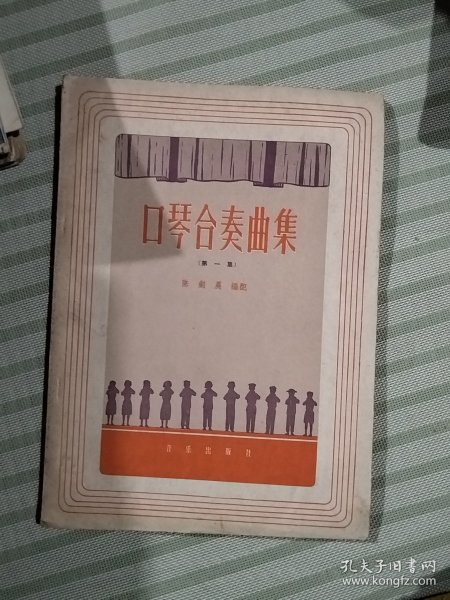 口琴合奏曲集
（第一集）
陈剑晨 编配
音乐出版社
孔夫子旧书网
www.kongfz.com